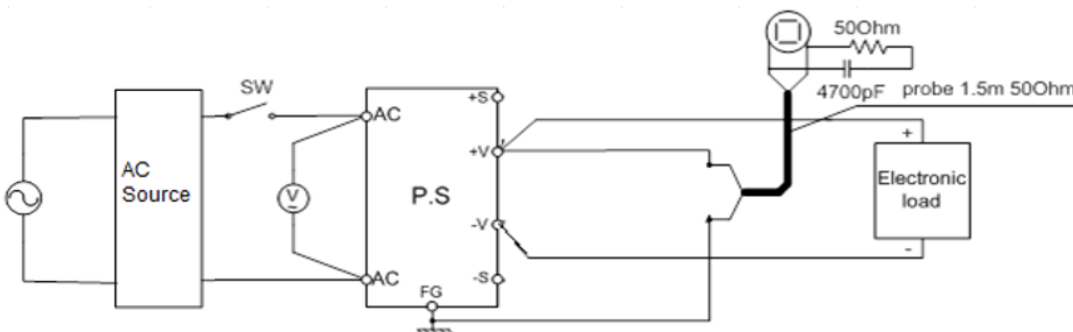 50Ohm
SW
4700pF
probe 1.5m 50Ohm
+S
AC
+
AC
Source
+V
V
P.S
Electronic
load
-V
-
AC
-S
FG